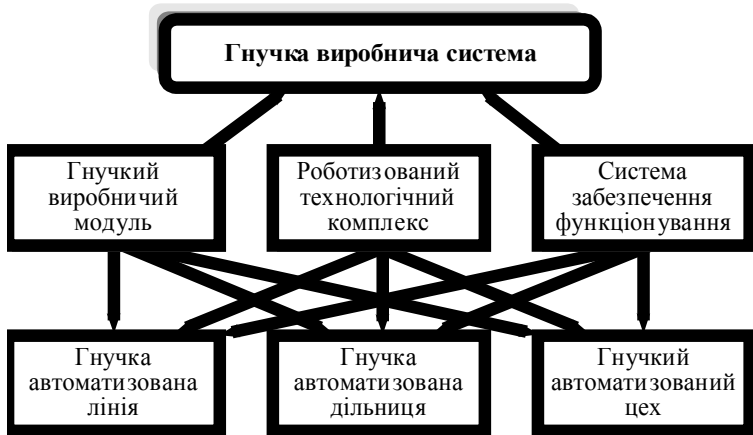 Гнучка виробнича система
Гнучкий
виробничий
модуль
Роботизований
технологічний
комплекс
Система
забезпечення
функціонування
Гнучка
автоматизована
лінія
Гнучка
автоматизована
дільниця
Гнучкий
автоматизований
цех